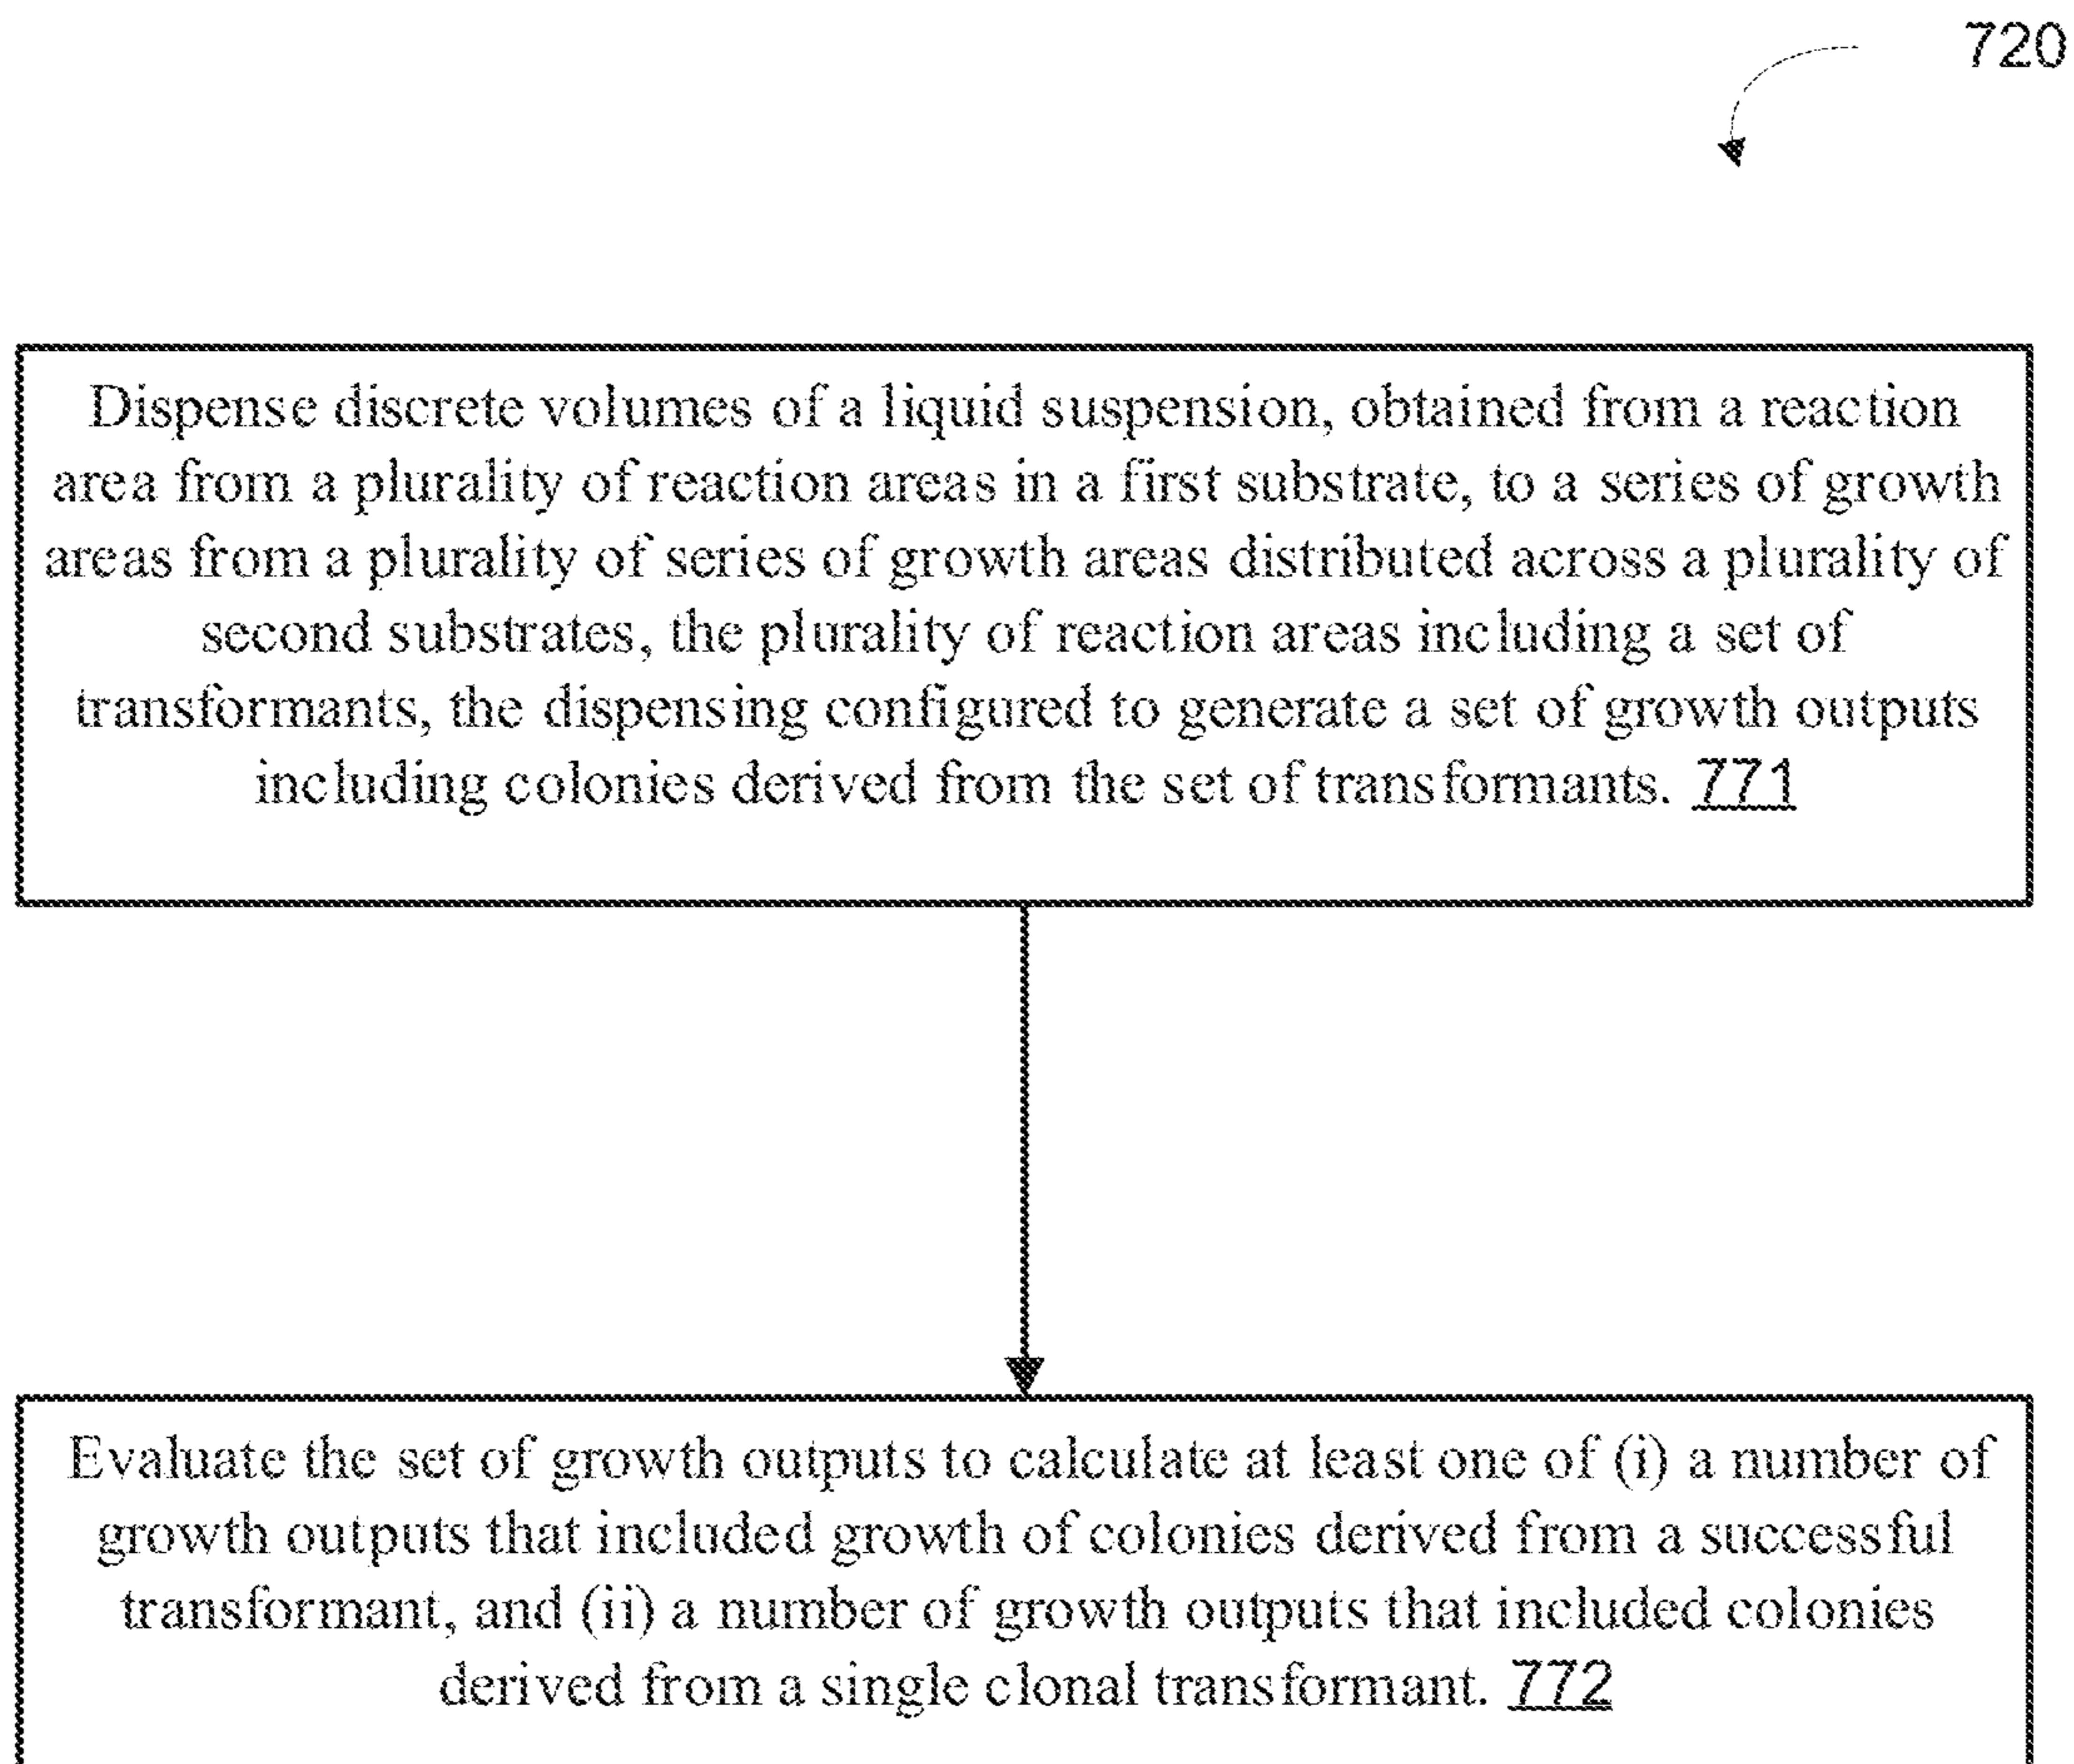 720
Dispense discrete volumes of a liquid suspension, obtained from a reaction
area from a plurality of reaction areas in a first substrate, to a series of growth
areas from a plurality of series of growth areas distributed across a plurality of
second substrates, the plurality of reaction areas including a set of
transformants, the dispensing configured to generate a set of growth outputs
including colonies derived from the set of transformants. 771
Evaluate the set of growth outputs to calculate at least one of (i) a number of
growth outputs that included growth of colonies derived from a successful
transformant, and (ii) a number of growth outputs that included colonies
derived from a single clonal transformant. 772